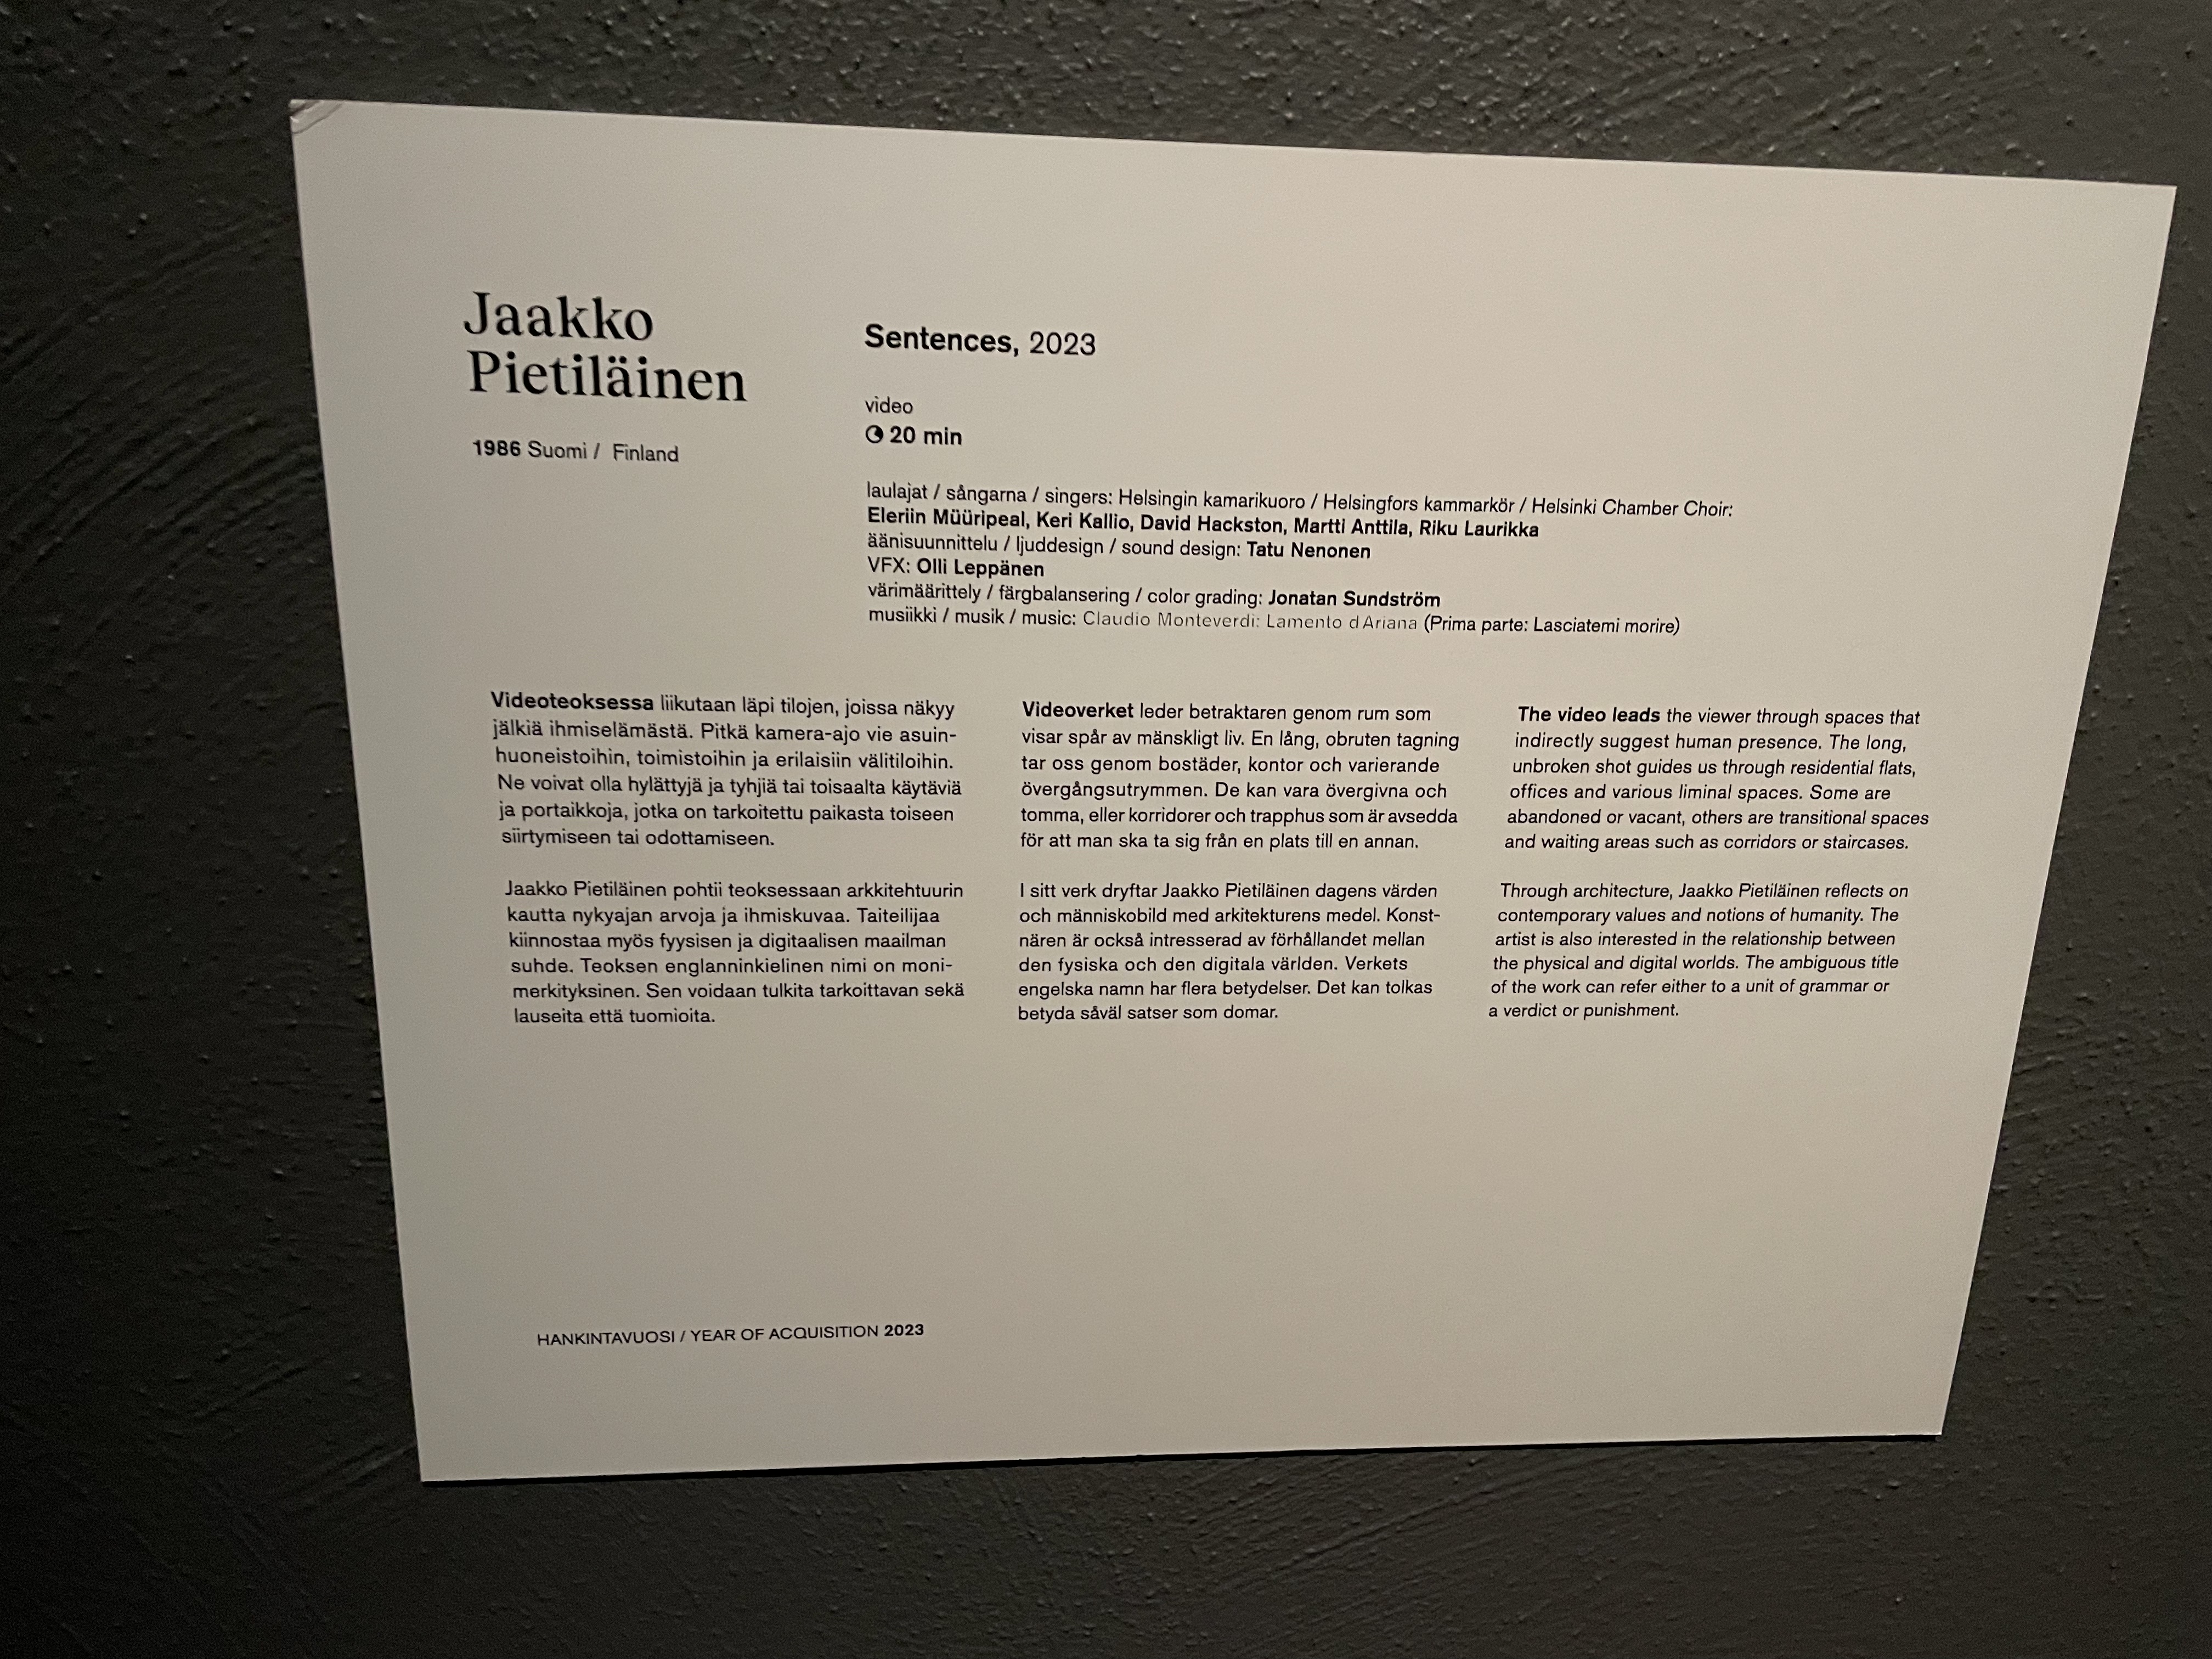 Jaakko
Pietiläinen
1986 Suomi / Finland
Sentences, 2023
video
20 min
laulajat / sångarna / singers: Helsingin kamarikuoro / Helsingfors kammarkör / Helsinki Chamber Choir:
Eleriin Müüripeal, Keri Kallio, David Hackston, Martti Anttila, Riku Laurikka
äänisuunnittelu / ljuddesign / sound design: Tatu Nenonen
VFX: Olli Leppänen
värimäärittely / färgbalansering / color grading: Jonatan Sundström
musiikki / musik / music: Claudio Monteverdi: Lamento d'Ariana (Prima parte: Lasciatemi morire)
Videoteoksessa liikutaan läpi tilojen, joissa näkyy
jälkiä ihmiselämästä. Pitkä kamera-ajo vie asuin-
huoneistoihin, toimistoihin ja erilaisiin välitiloihin.
Ne voivat olla hylättyjä ja tyhjiä tai toisaalta käytäviä
ja portaikkoja, jotka on tarkoitettu paikasta toiseen
siirtymiseen tai odottamiseen.
Jaakko Pietiläinen pohtii teoksessaan arkkitehtuurin
kautta nykyajan arvoja ja ihmiskuvaa. Taiteilijaa
kiinnostaa myös fyysisen ja digitaalisen maailman
suhde. Teoksen englanninkielinen nimi on moni-
merkityksinen. Sen voidaan tulkita tarkoittavan sekä
lauseita että tuomioita.
Videoverket leder betraktaren genom rum som
visar spår av mänskligt liv. En lång, obruten tagning
tar oss genom bostäder, kontor och varierande
övergångsutrymmen. De kan vara övergivna och
tomma, eller korridorer och trapphus som är avsedda
för att man ska ta sig från en plats till en annan.
I sitt verk dryftar Jaakko Pietiläinen dagens värden
och människobild med arkitekturens medel. Konst-
nären är också intresserad av förhållandet mellan
den fysiska och den digitala världen. Verkets
engelska namn har flera betydelser. Det kan tolkas
betyda såväl satser som domar.
The video leads the viewer through spaces that
indirectly suggest human presence. The long,
unbroken shot guides us through residential flats,
offices and various liminal spaces. Some are
abandoned or vacant, others are transitional spaces
and waiting areas such as corridors or staircases.
Through architecture, Jaakko Pietiläinen reflects on
contemporary values and notions of humanity. The
artist is also interested in the relationship between
the physical and digital worlds. The ambiguous title
of the work can refer either to a unit of grammar or
a verdict or punishment.
HANKINTAVUOSI / YEAR OF ACQUISITION 2023